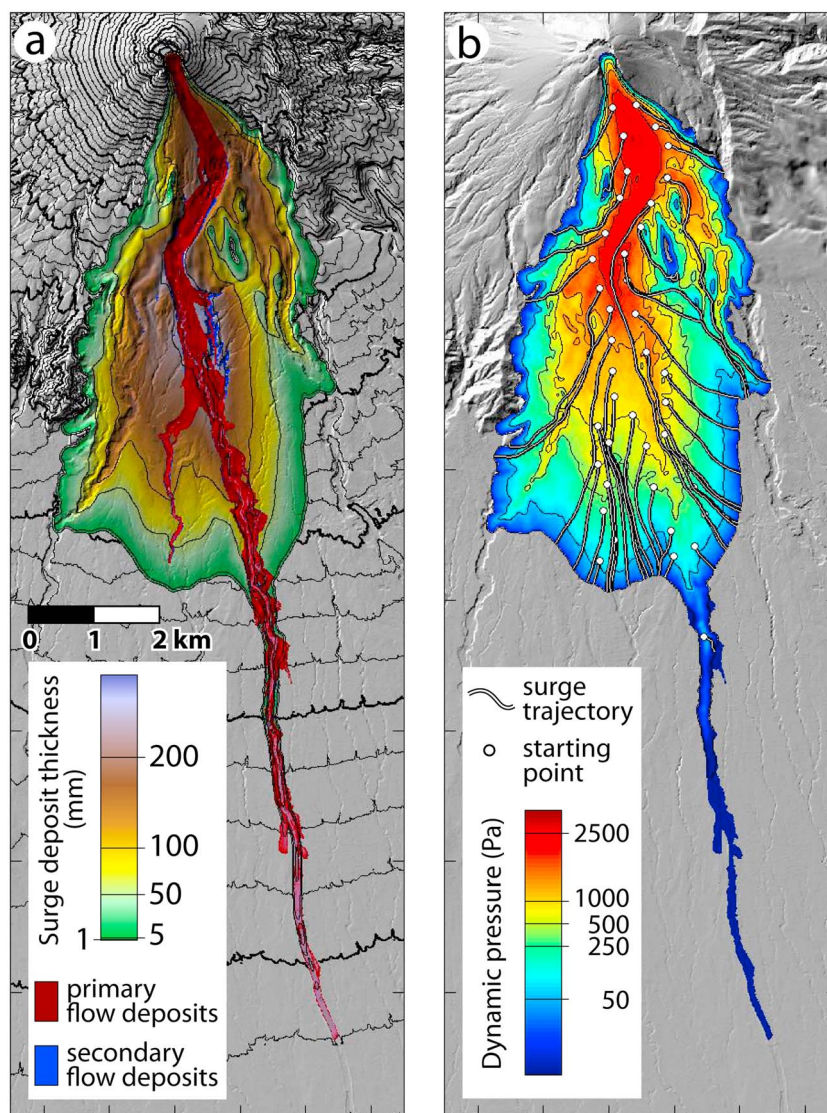 a
0 1 2 km
Surge deposit thickness
(mm)
200
100
50
1 5
primary
flow deposits
secondary
flow deposits
b
surge
trajectory
starting
point
Dynamic pressure (Pa)
2500
1000
500
250
50